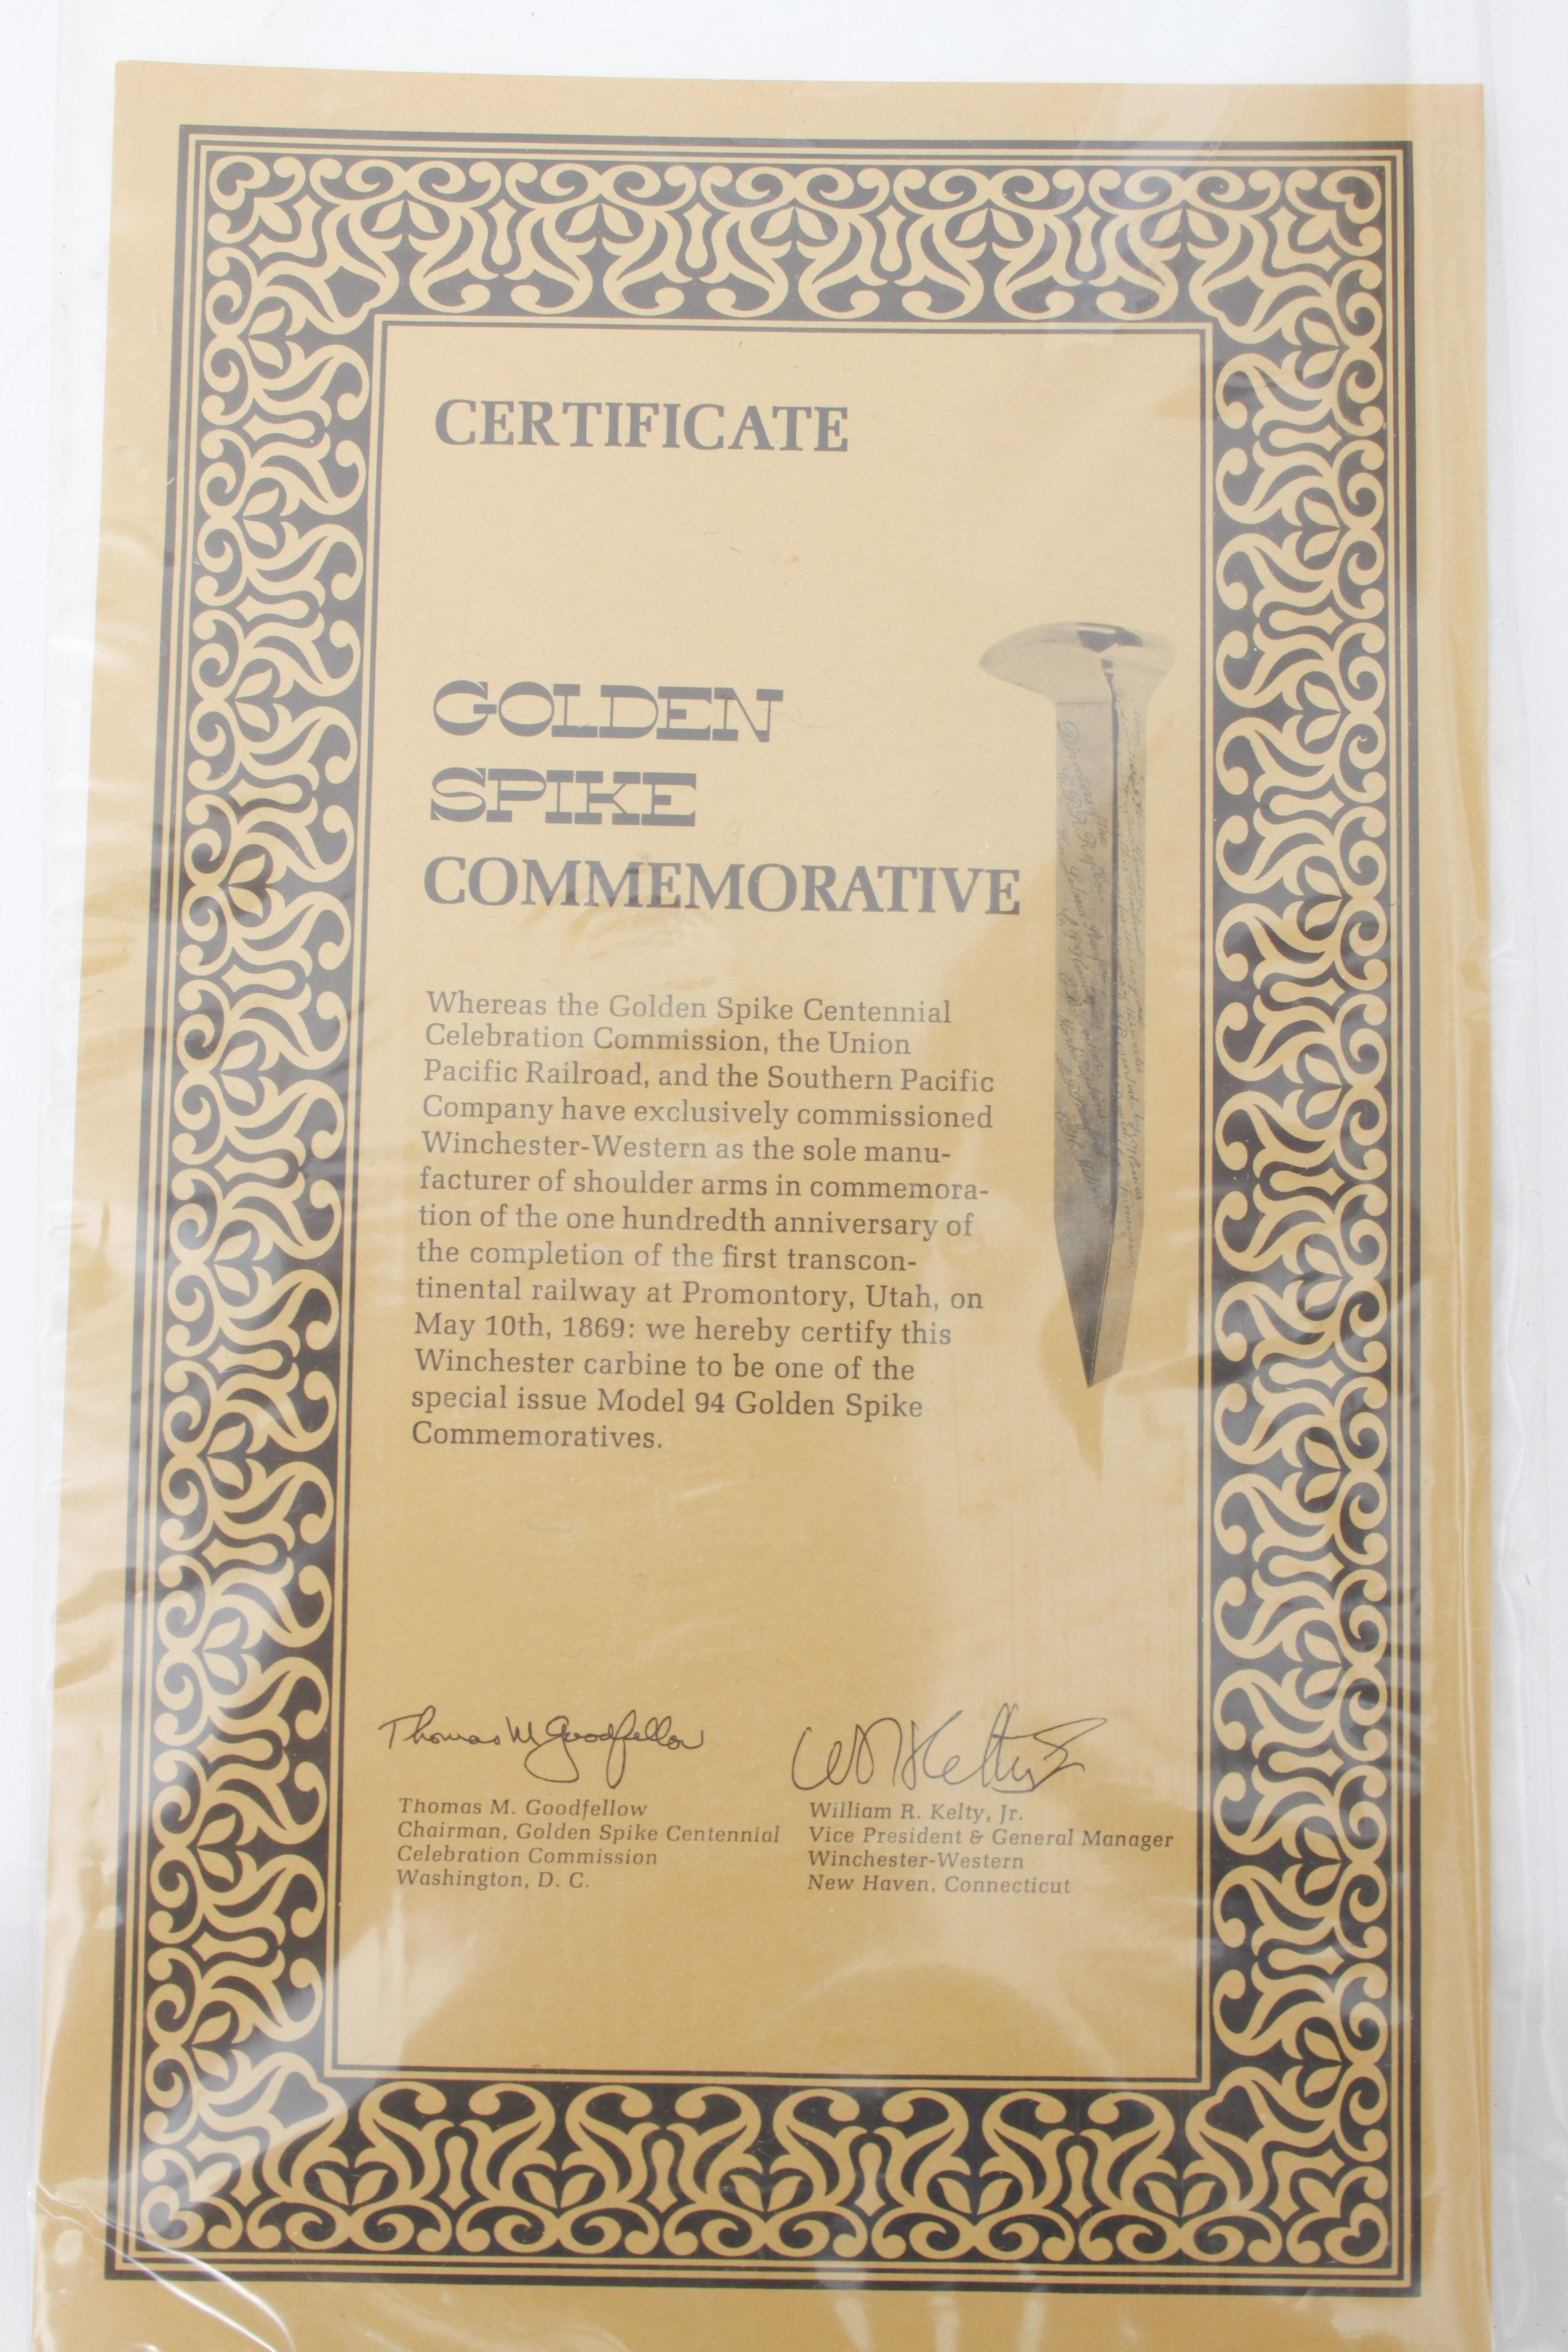 CERTIFICATE
GOLDEN
SPIKE
COMMEMORATIVE
Whereas the Golden Spike Centennial
Celebration Commission, the Union
Pacific Railroad, and the Southern Pacific
Company have exclusively commissioned
Winchester-Western as the sole manu-
facturer of shoulder arms in commemora-
tion of the one hundredth anniversary of
the completion of the first transcon-
tinental railway at Promontory, Utah, on
May 10th, 1869: we hereby certify this
Winchester carbine to be one of the
special issue Model 94 Golden Spike
Commemoratives.
Thomas M Goodfellow
Thomas M. Goodfellow
Chairman, Golden Spike Centennial
Celebration Commission
Washington, D. C.
William R. Kelty, Jr.
Vice President & General Manager
Winchester-Western
New Haven, Connecticut